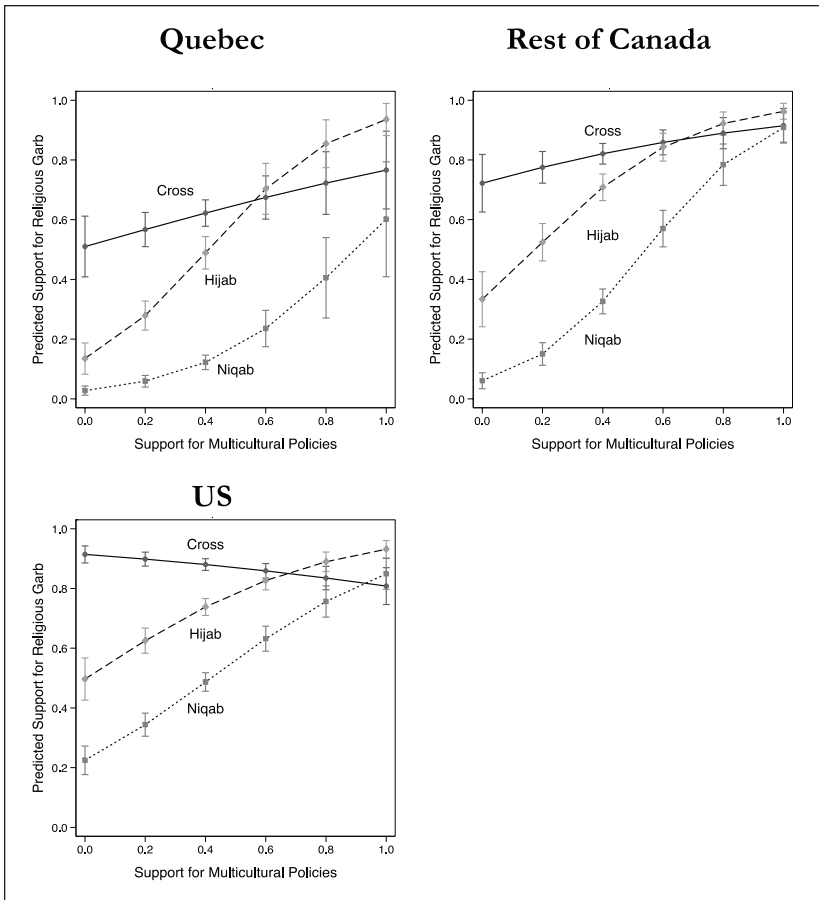 Quebec
Predicted Support for Religious Garb
1.0
0.8
0.6
0.4
0.2
0.0
Cross
Hijab
Niqab
0.0 0.2 0.4 0.6 0.8 1.0
Support for Multicultural Policies
Rest of Canada
Predicted Support for Religious Garb
1.0
0.8
0.6
0.4
0.2
0.0
Cross
Hijab
Niqab
0.0 0.2 0.4 0.6 0.8 1.0
Support for Multicultural Policies
US
Predicted Support for Religious Garb
1.0
0.8
0.6
0.4
0.2
0.0
Cross
Hijab
Niqab
0.0 0.2 0.4 0.6 0.8 1.0
Support for Multicultural Policies